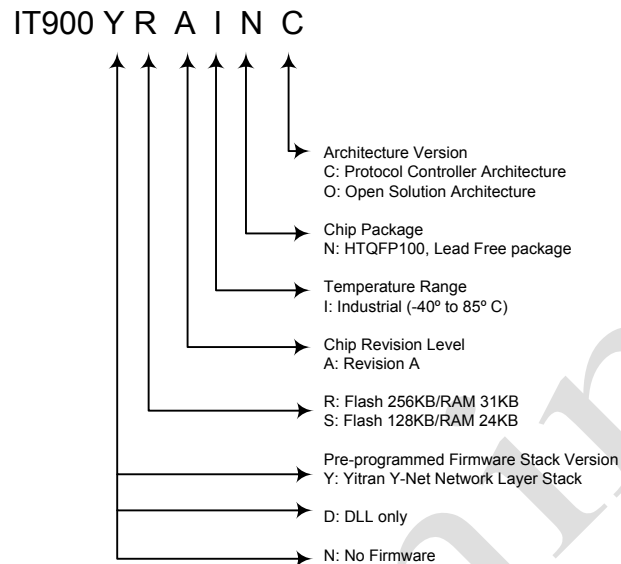 IT900 Y R A I N C
Architecture Version
C: Protocol Controller Architecture
O: Open Solution Architecture
Chip Package
N: HTQFP100, Lead Free package
Temperature Range
I: Industrial (-40º to 85º C)
Chip Revision Level
A: Revision A
R: Flash 256KB/RAM 31KB
S: Flash 128KB/RAM 24KB
Pre-programmed Firmware Stack Version
Y: Yitran Y-Net Network Layer Stack
D: DLL only
N: No Firmware